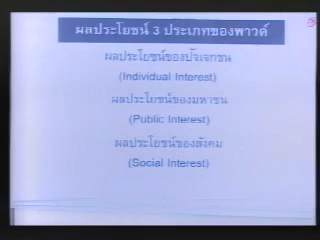 ผลประโยชน์ 3 ประเภทของพาวด์
ผลประโยชน์ของปัจเจกชน
(Individual Interest)
ผลประโยชน์ของมหาชน
(Public Interest)
ผลประโยชน์ของสังคม
(Social Interest)